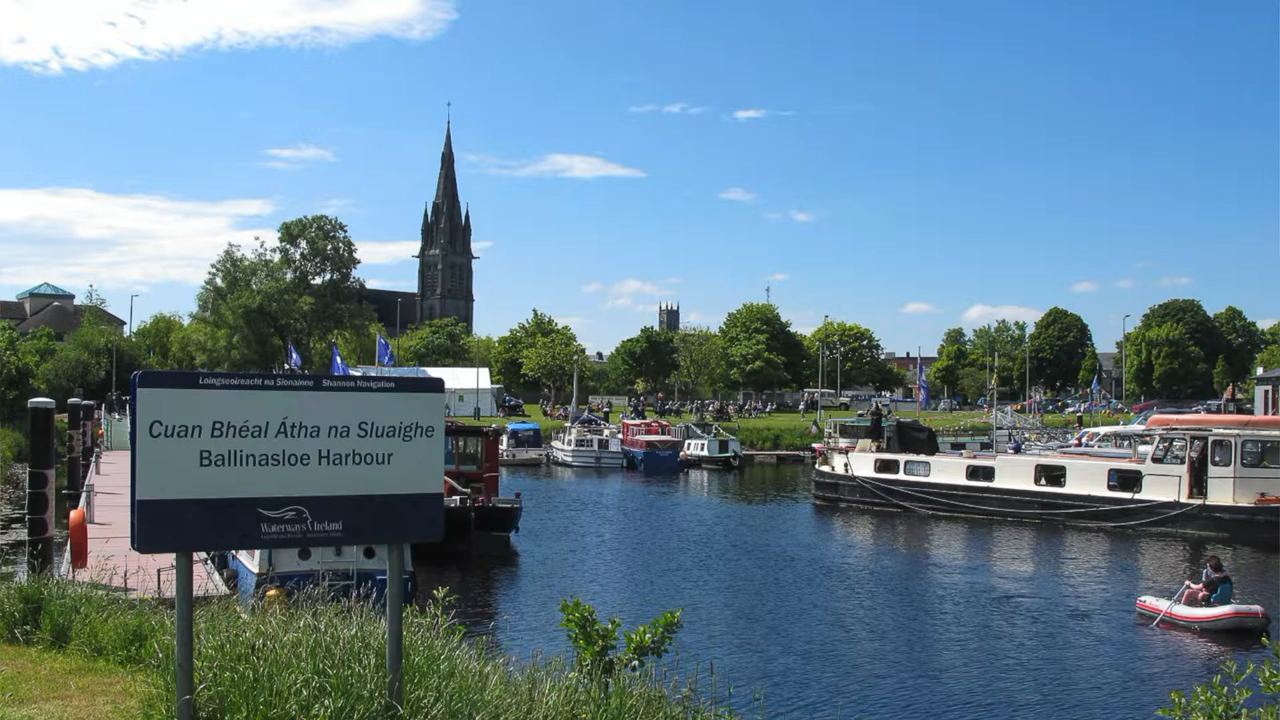 Loingseoireacht na Sionainne Shannon Navigation
Cuan Bhéal Átha na Sluaighe
Ballinasloe Harbour
Waterways Ireland